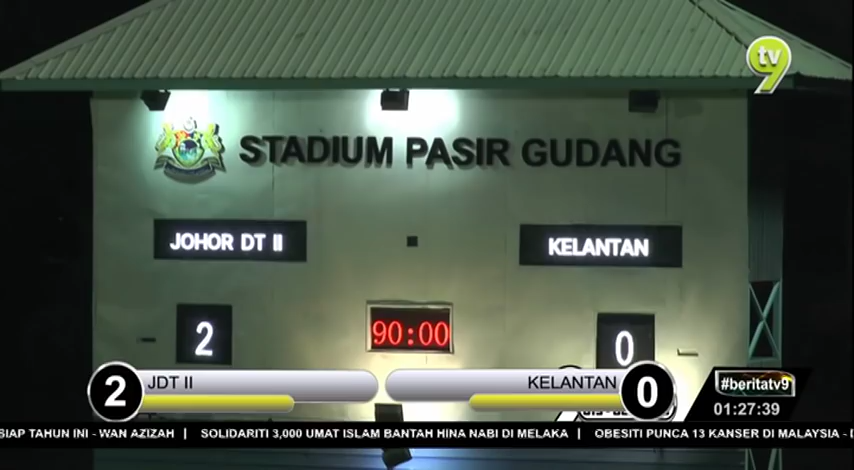 tv9
STADIUM PASIR GUDANG
JOHOR DT II
KELANTAN
2
90:00
0
2
JDT II
KELANTAN
0
#beritatv9
01:27:39
SIAP TAHUN INI - WAN AZIZAH | SOLIDARITI 3,000 UMAT ISLAM BANTAH HINA NABI DI MELAKA | OBESITI PUNCA 13 KANSER DI MALAYSIA -